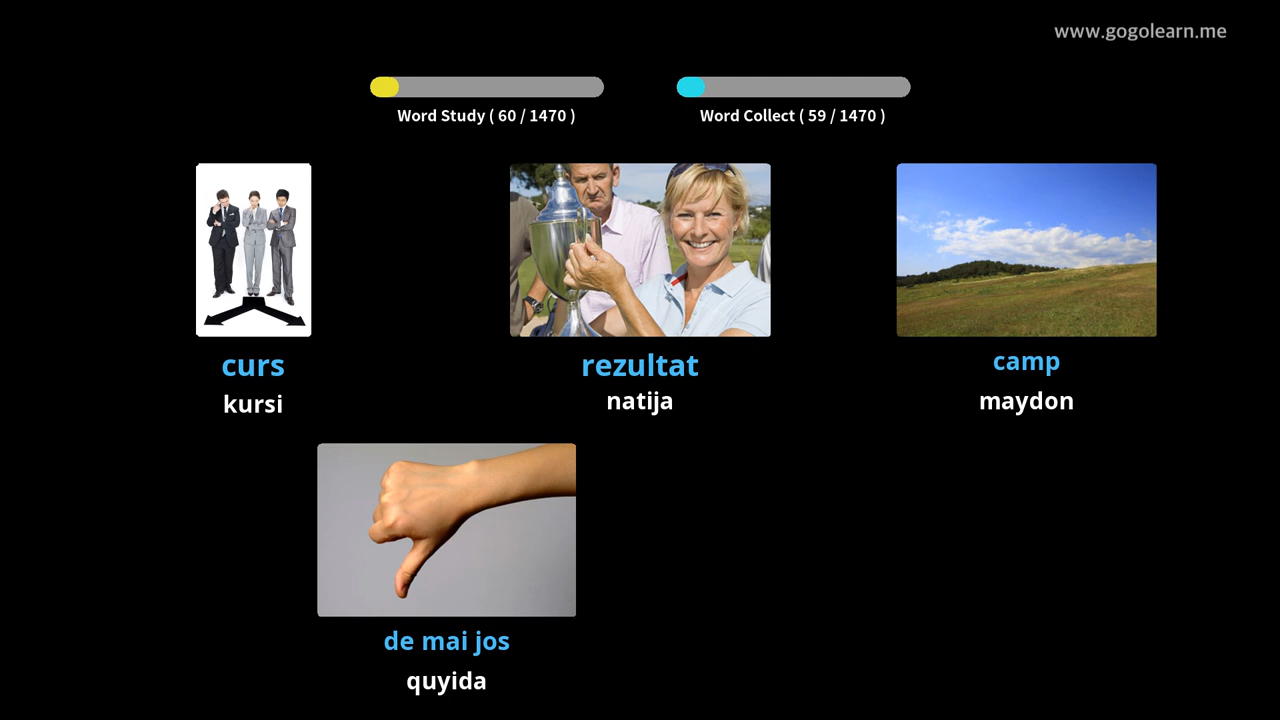 www.gogolearn.me
Word Study ( 60 / 1470 )
Word Collect ( 59 / 1470 )
curs
kursi
rezultat
natija
camp
maydon
de mai jos
quyida